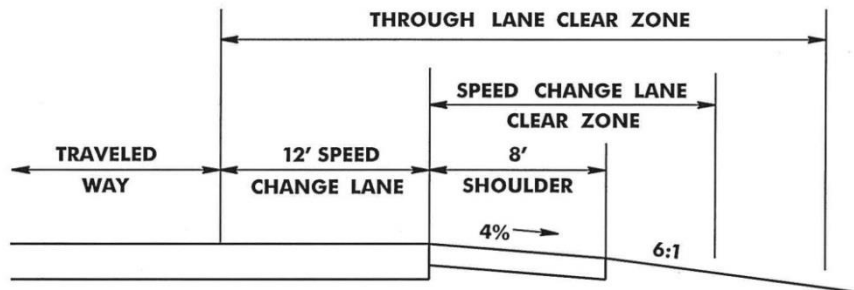 THROUGH LANE CLEAR ZONE
SPEED CHANGE LANE
CLEAR ZONE
TRAVELED
WAY
12' SPEED
CHANGE LANE
8'
SHOULDER
4%
6:1